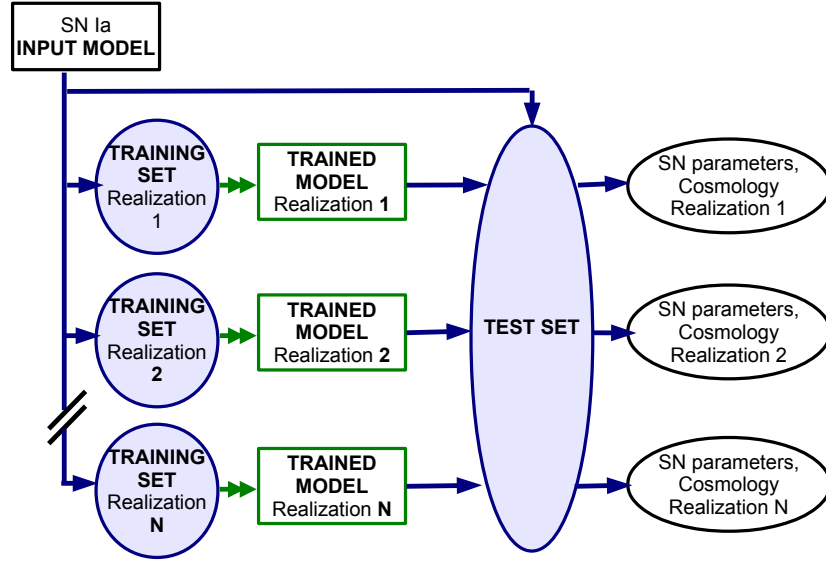 SN Ia
INPUT MODEL
TRAINING
SET
Realization
1
TRAINED
MODEL
Realization 1
SN parameters,
Cosmology
Realization 1
TRAINING
SET
Realization
2
TRAINED
MODEL
Realization 2
TEST SET
SN parameters,
Cosmology
Realization 2
TRAINING
SET
Realization
N
TRAINED
MODEL
Realization N
SN parameters,
Cosmology
Realization N